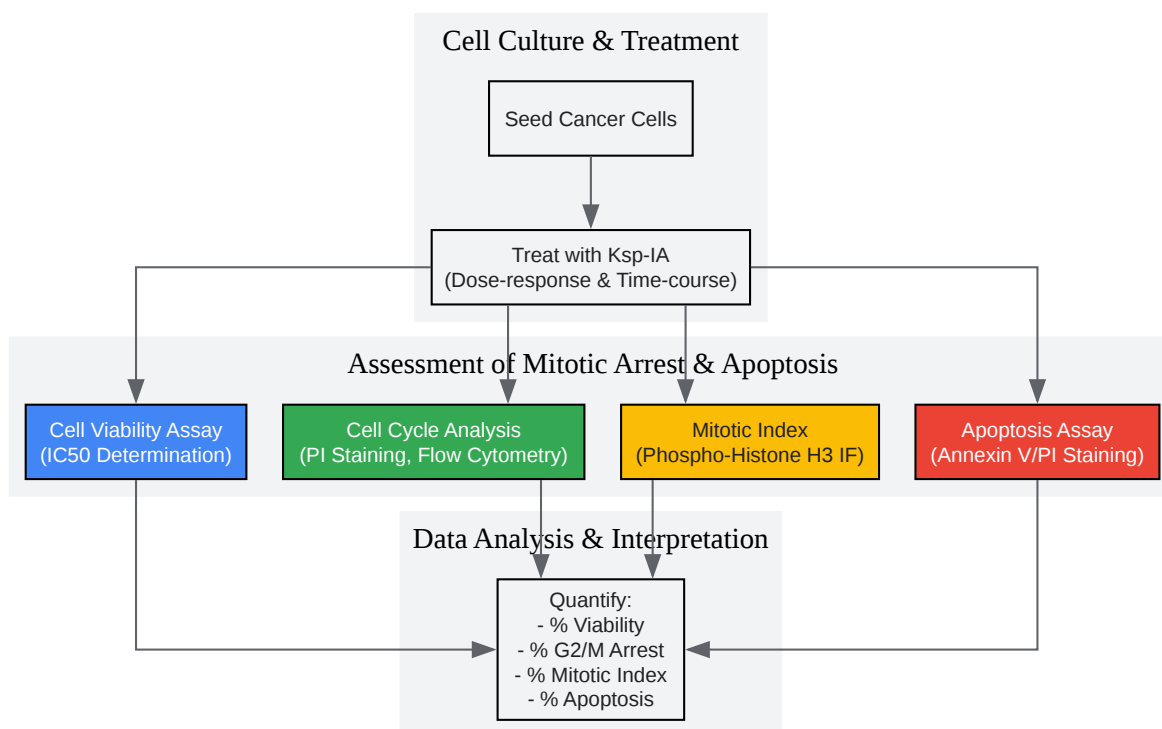 Cell Culture & Treatment
Seed Cancer Cells
Treat with Ksp-IA
(Dose-response & Time-course)
Assessment of Mitotic Arrest & Apoptosis
Cell Viability Assay
(IC50 Determination)
Cell Cycle Analysis
(PI Staining, Flow Cytometry)
Mitotic Index
(Phospho-Histone H3 IF)
Apoptosis Assay
(Annexin V/PI Staining)
Data Analysis & Interpretation
Quantify:
- % Viability
- % G2/M Arrest
- % Mitotic Index
- % Apoptosis